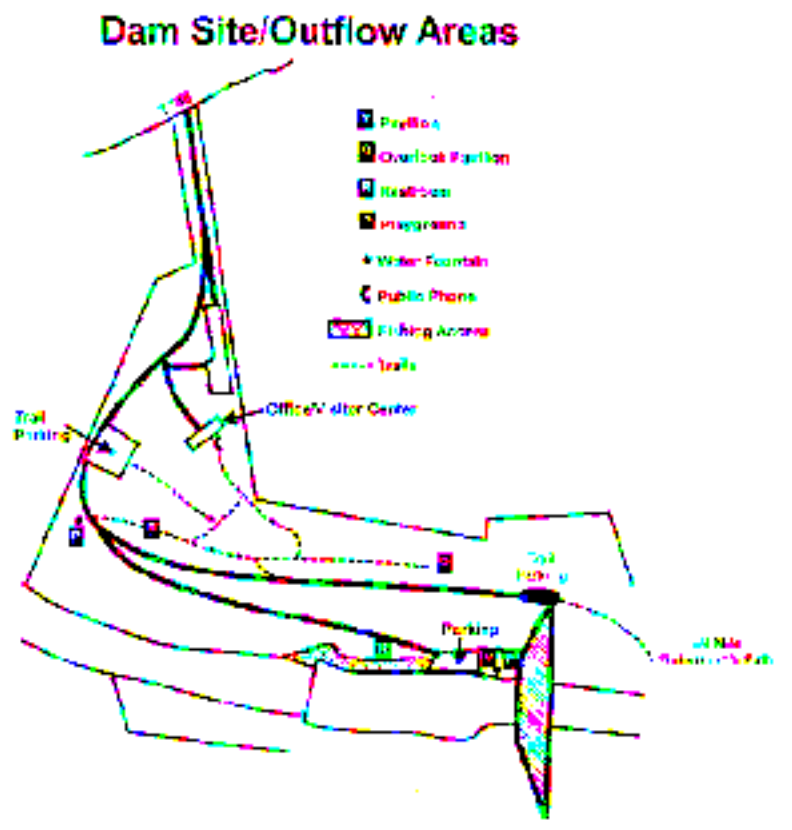 Dam Site/Outflow Areas
Pavilion
Overlook Pavilion
Restroom
Playground
Water Fountain
Public Phone
Fishing Access
Trails
Office/Visitor Center
Trail
Parking
Trail
Parking
Parking